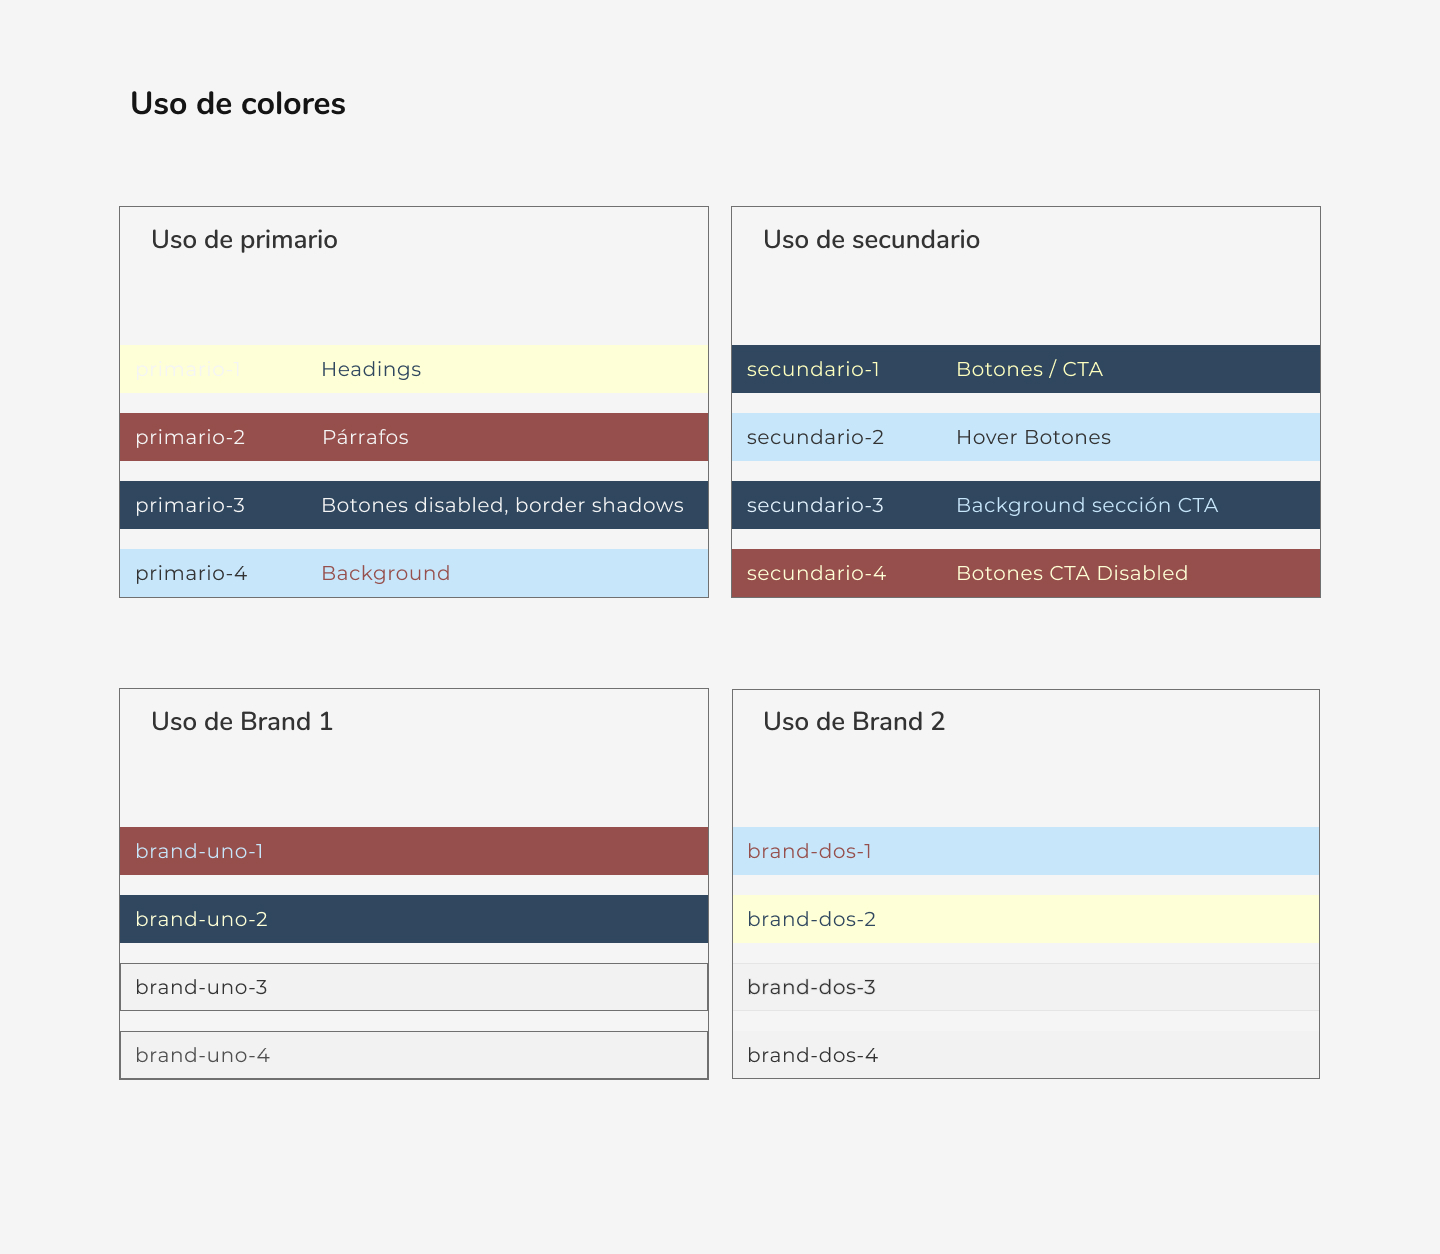 Uso de colores
Uso de primario
primario-1 Headings
primario-2 Párrafos
primario-3 Botones disabled, border shadows
primario-4 Background
Uso de secundario
secundario-1 Botones / CTA
secundario-2 Hover Botones
secundario-3 Background sección CTA
secundario-4 Botones CTA Disabled
Uso de Brand 1
brand-uno-1
brand-uno-2
brand-uno-3
brand-uno-4
Uso de Brand 2
brand-dos-1
brand-dos-2
brand-dos-3
brand-dos-4